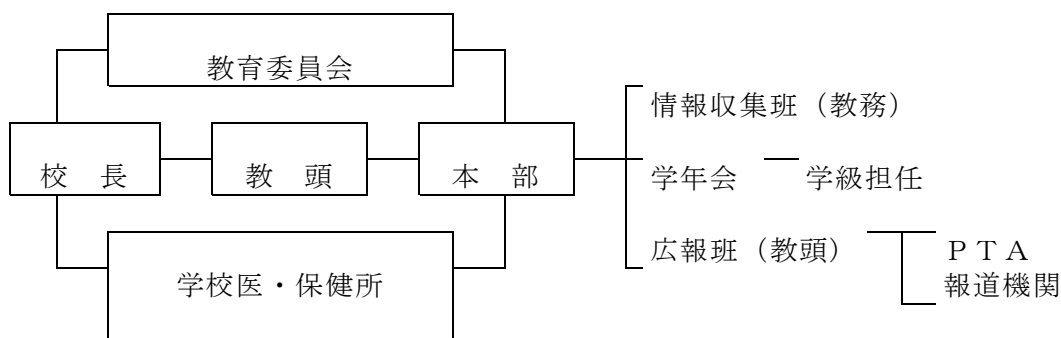 教育委員会
情報収集班（教務）
校　長
教　頭
本　部
学年会
学級担任
広報班（教頭）
ＰＴＡ
報道機関
学校医・保健所